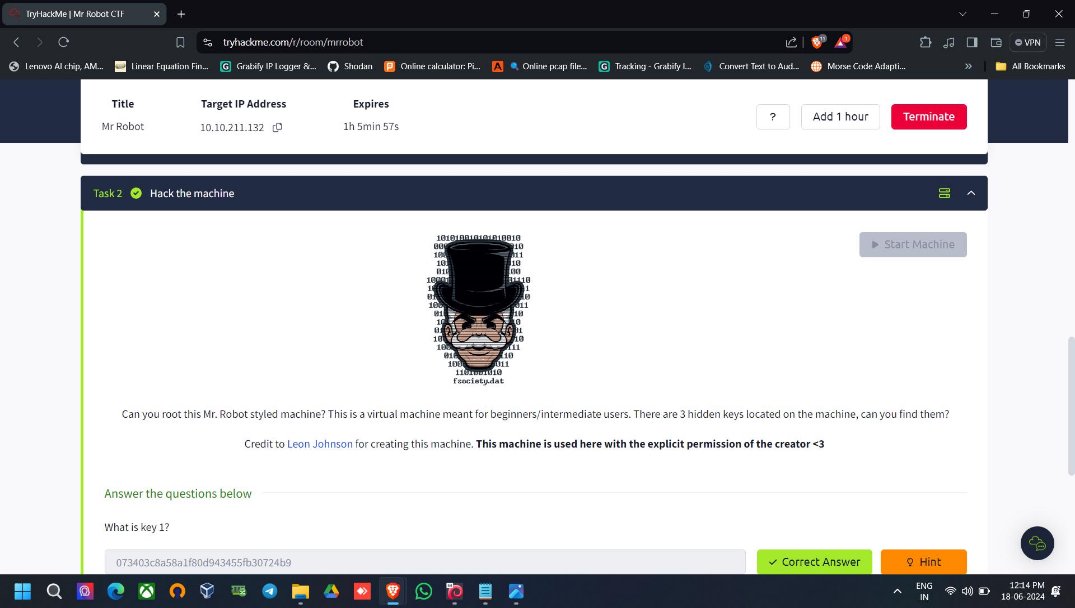 TryHackMe | Mr Robot CTF
tryhackme.com/r/room/mrrobot
VPN
Lenovo AI chip, AM... Linear Equation Fin... Grabify IP Logger &... Shodan Online calculator: Pi... Online pcap file... Tracking - Grabify I... Convert Text to Aud... Morse Code Adapti... » All Bookmarks
Title Target IP Address Expires
Mr Robot 10.10.211.132 1h 5min 57s
? Add 1 hour Terminate
Task 2 Hack the machine
Start Machine
fsociety.dat
Can you root this Mr. Robot styled machine? This is a virtual machine meant for beginners/intermediate users. There are 3 hidden keys located on the machine, can you find them?
Credit to Leon Johnson for creating this machine. This machine is used here with the explicit permission of the creator <3
Answer the questions below
What is key 1?
073403c8a58a1f80d943455fb30724b9
Correct Answer Hint
ENG
IN
12:14 PM
18-06-2024